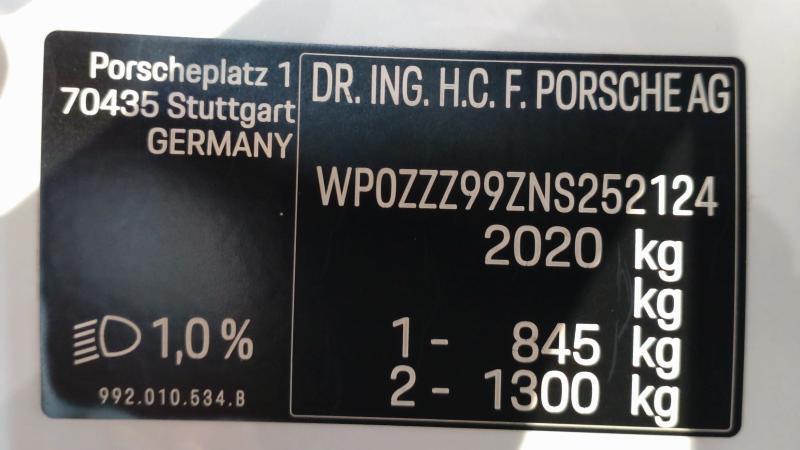 Porscheplatz 1
70435 Stuttgart
GERMANY
1,0 %
992.010.534.B
DR. ING. H.C. F. PORSCHE AG
WP0ZZZ99ZNS252124
2020 kg
kg
1 - 845 kg
2 - 1300 kg